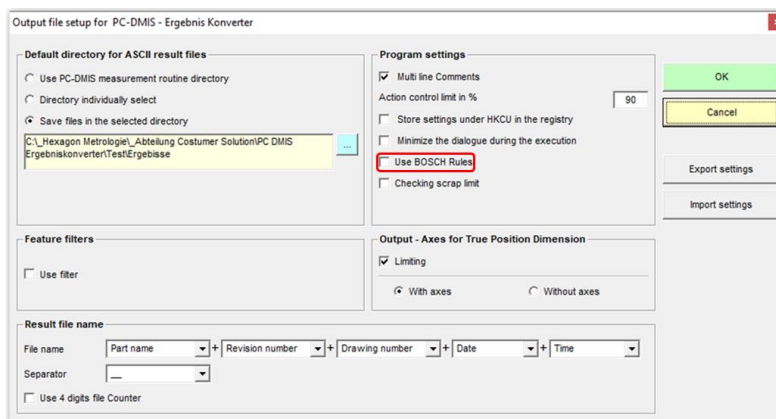 Output file setup for PC-DMIS - Ergebnis Konverter
Default directory for ASCII result files
Use PC-DMIS measurement routine directory
Directory individually select
Save files in the selected directory
C:\_Hexagon Metrologie\_Abteilung Costumer Solution\PC DMIS
Ergebniskonverter\Test\Ergebisse
...
Program settings
Multi line Comments
Action control limit in % 90
Store settings under HKCU in the registry
Minimize the dialogue during the execution
Use BOSCH Rules
Checking scrap limit
OK
Cancel
Export settings
Import settings
Feature filters
Use filter
Output - Axes for True Position Dimension
Limiting
With axes Without axes
Result file name
File name Part name + Revision number + Drawing number + Date + Time
Separator __
Use 4 digits file Counter